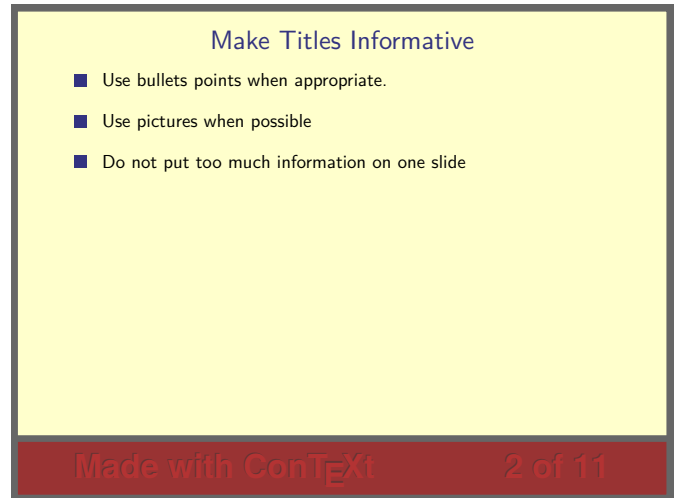 Make Titles Informative
Use bullets points when appropriate.
Use pictures when possible
Do not put too much information on one slide
Made with ConTEXt 2 of 11